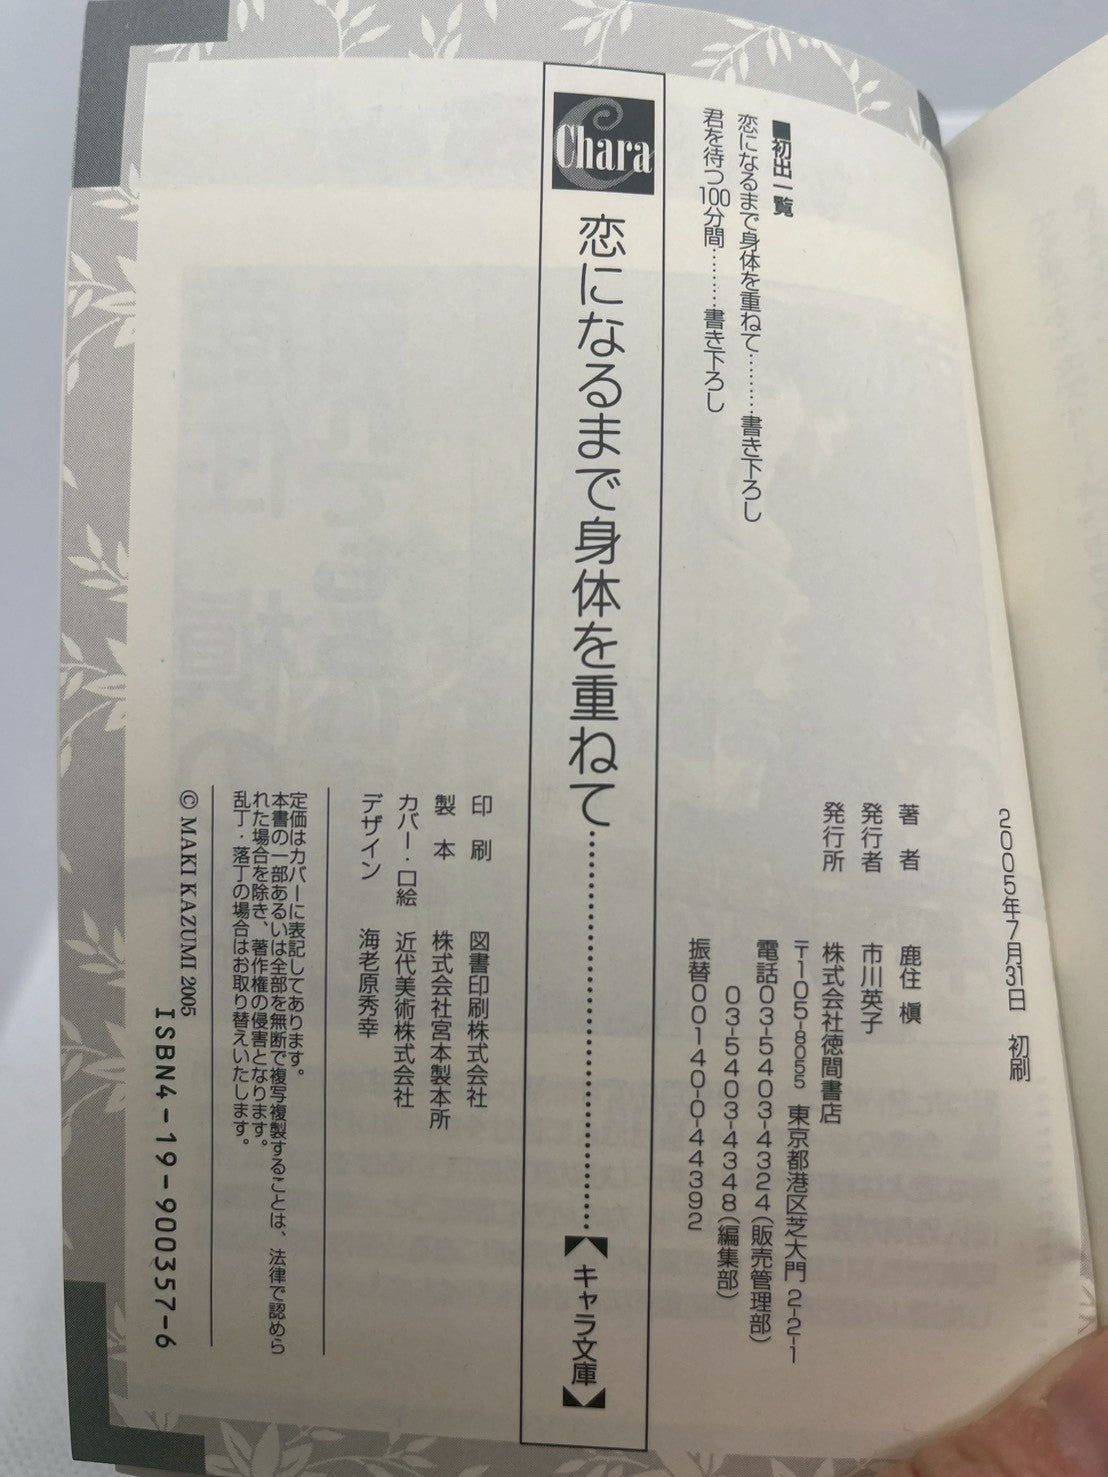 ■初出一覧
恋になるまで身体を重ねて………書き下ろし
君を待つ100分間………書き下ろし
Chara
恋になるまで身体を重ねて……………………………
【キャラ文庫】
2005年7月31日 初刷
著者 鹿住 槇
発行者 市川英子
発行所 株式会社徳間書店
〒105-8055 東京都港区芝大門 2-2-1
電話03-5403-4324(販売管理部)
03-5403-4348(編集部)
振替00140-0-44392
印刷 図書印刷株式会社
製本 株式会社宮本製本所
カバー・口絵 近代美術株式会社
デザイン 海老原秀幸
定価はカバーに表記してあります。
本書の一部あるいは全部を無断で複写複製することは、法律で認めら
れた場合を除き、著作権の侵害となります。
乱丁・落丁の場合はお取り替えいたします。
© MAKI KAZUMI 2005
ISBN4-19-900357-6